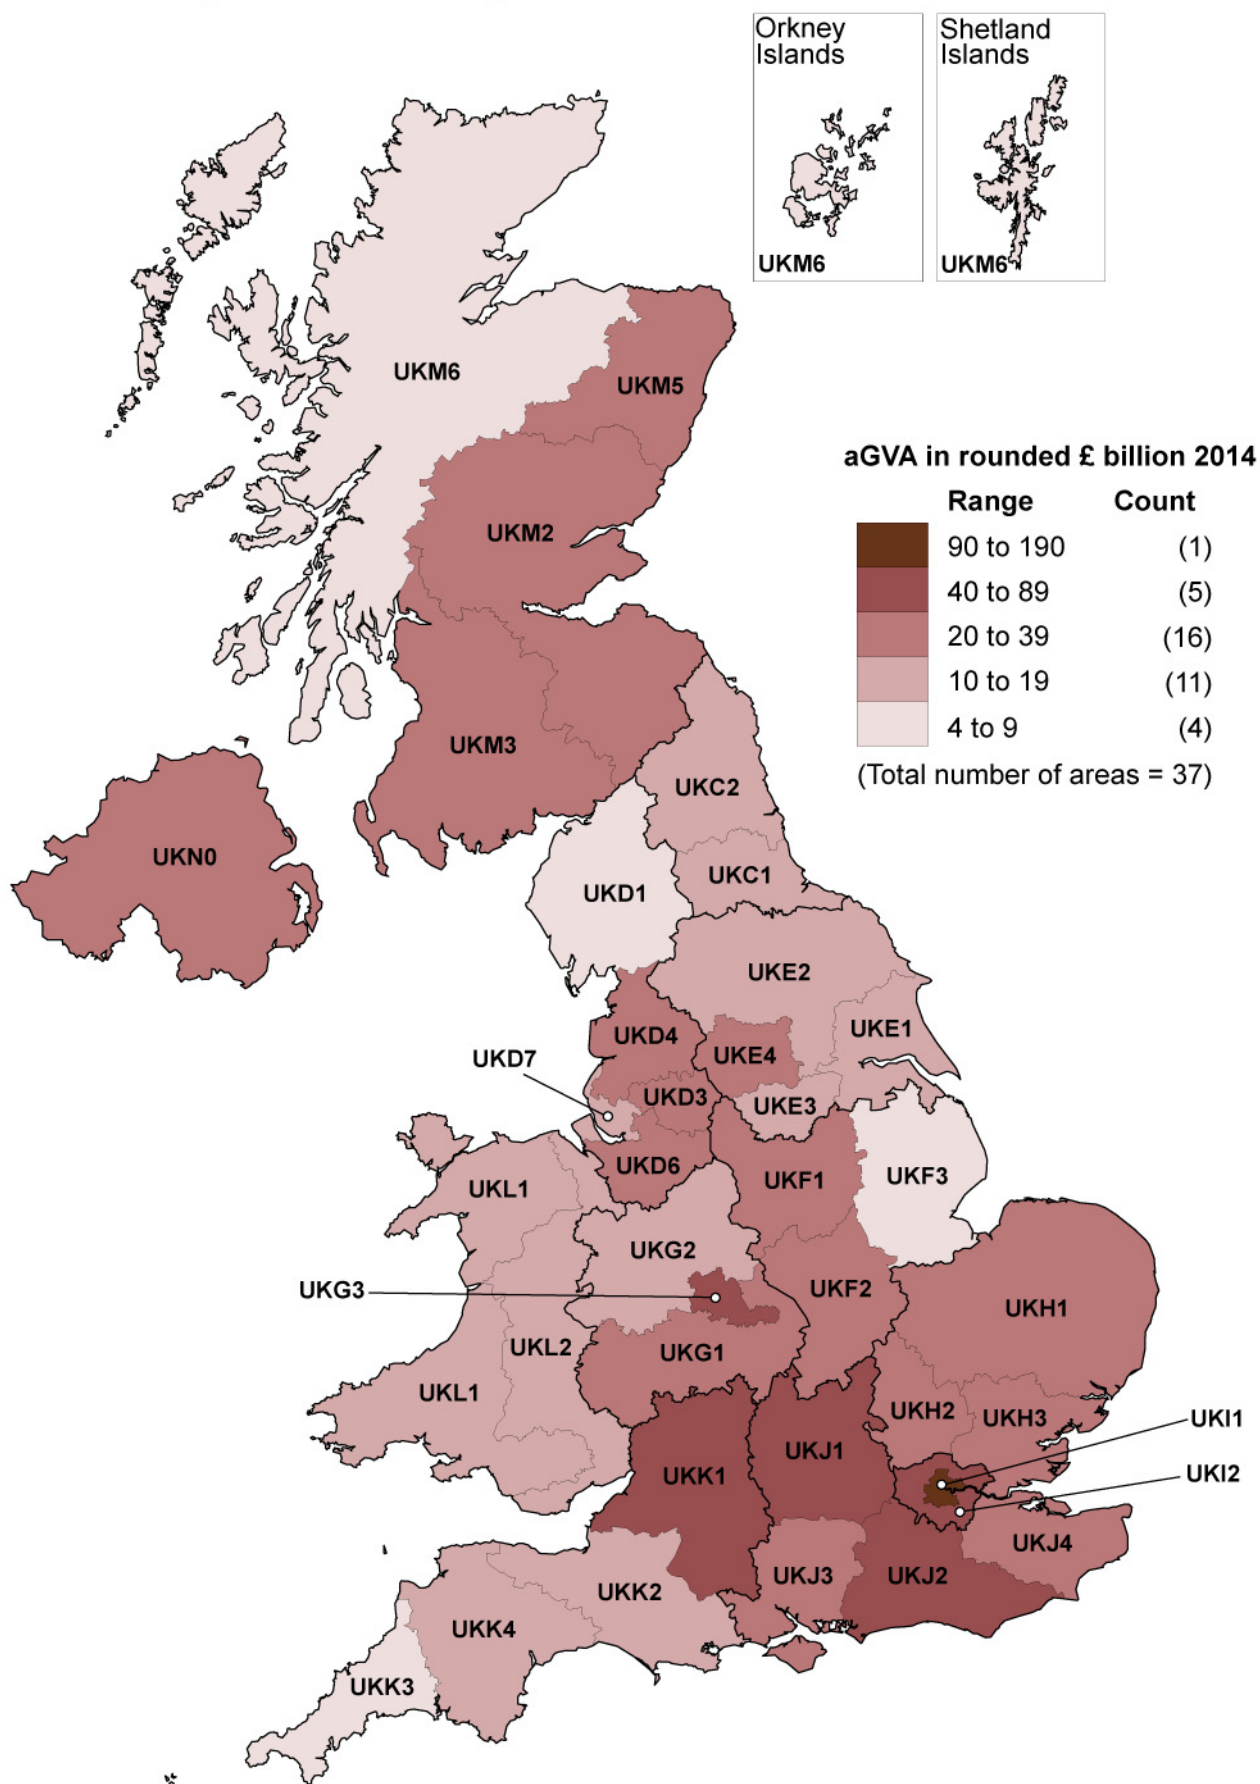 Orkney
Islands
UKM6
Shetland
Islands
UKM6
UKM6
UKM5
aGVA in rounded £ billion 2014
Range Count
90 to 190 (1)
40 to 89 (5)
20 to 39 (16)
10 to 19 (11)
4 to 9 (4)
(Total number of areas = 37)
UKM2
UKM3
UKC2
UKN0
UKC1
UKD1
UKE2
UKE1
UKD4
UKE4
UKD7
UKD3
UKE3
UKD6
UKF1
UKF3
UKL1
UKG2
UKG3
UKF2
UKH1
UKL2
UKG1
UKL1
UKH2
UKH3
UKI1
UKJ1
UKK1
UKI2
UKJ4
UKJ3
UKJ2
UKK2
UKK4
UKK3